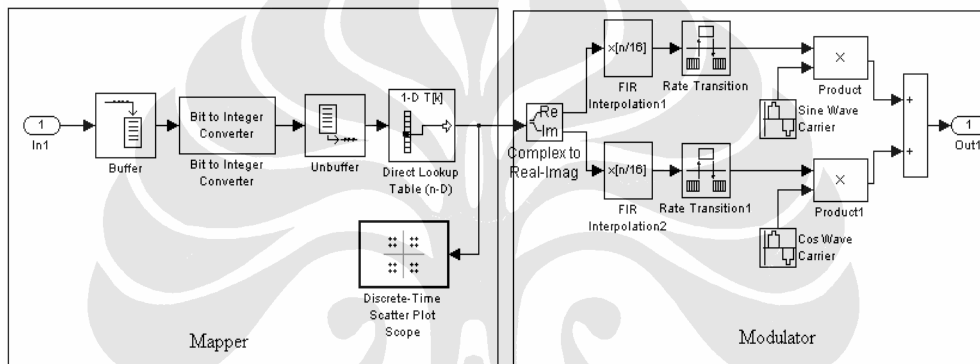 1
In1
Buffer
Bit to Integer
Converter
Bit to Integer
Converter
Unbuffer
1-D T[k]
Direct Lookup
Table (n-D)
Discrete-Time
Scatter Plot
Scope
Mapper
Re
Im
Complex to
Real-Imag
x[n/16]
FIR
Interpolation1
Rate Transition
x[n/16]
FIR
Interpolation2
Rate Transition1
×
Product
Sine Wave
Carrier
×
Product1
Cos Wave
Carrier
+
+
1
Out1
Modulator